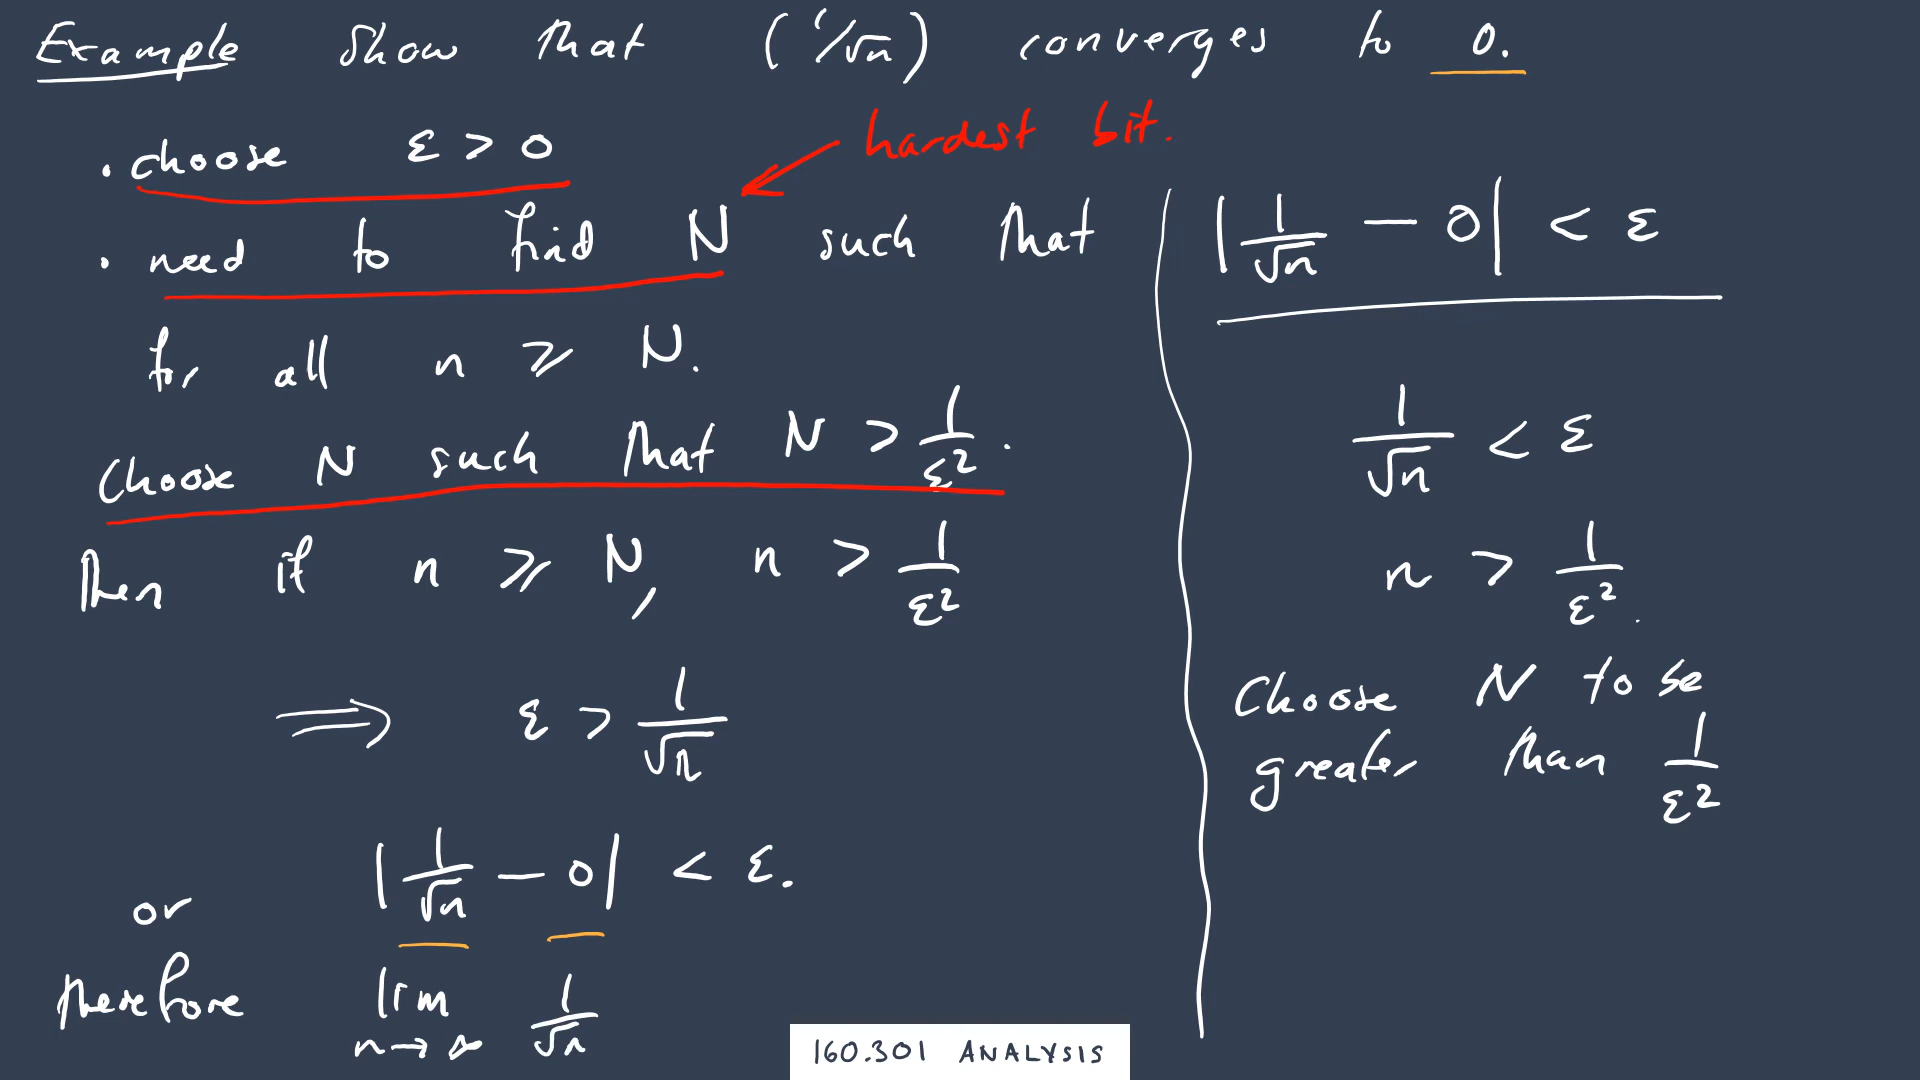 Example Show that (1/√n) converges to 0.
hardest bit.
• choose ε > 0
• need to find N such that
for all n ⩾ N.
Choose N such that N > 1/ε².
Then if n ⩾ N, n > 1/ε²
⟹ ε > 1/√n
or |1/√n − 0| < ε.
therefore lim n→∞ 1/√n
|1/√n − 0| < ε
1/√n < ε
n > 1/ε².
Choose N to be
greater than 1/ε²
160.301 ANALYSIS